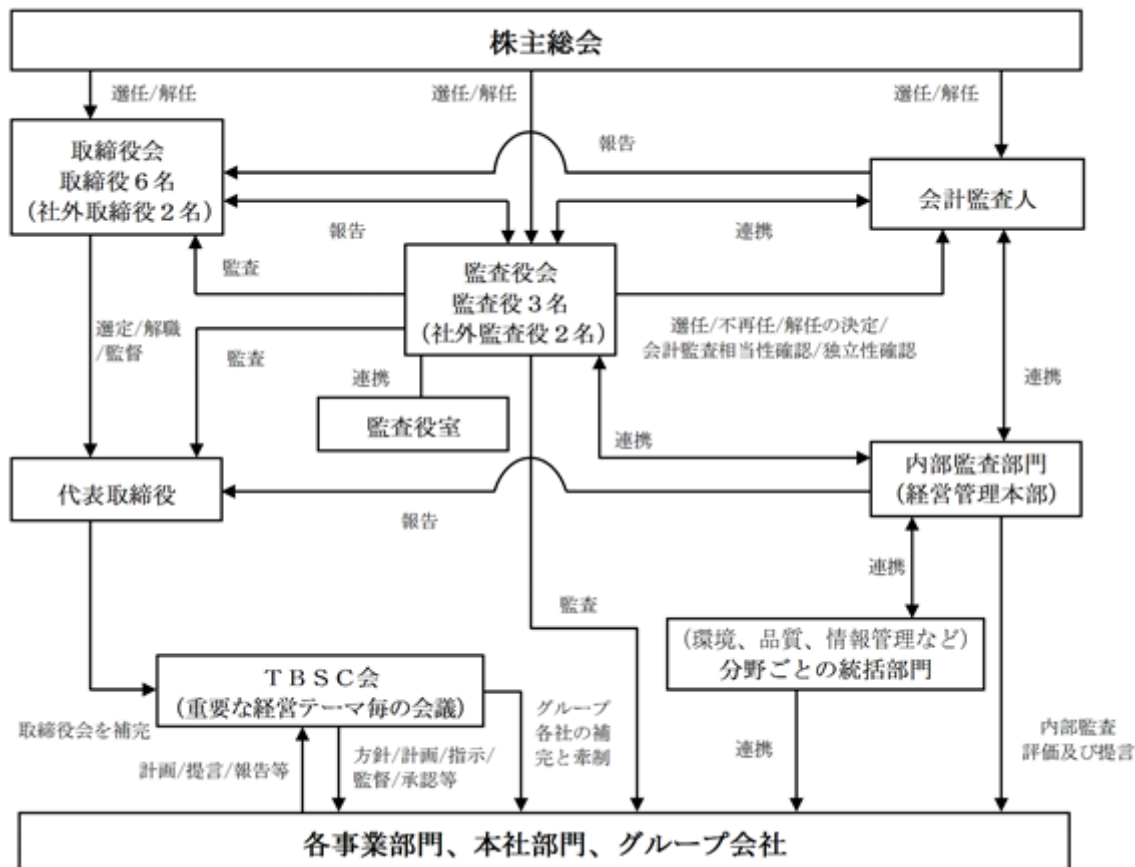 株主総会
選任/解任
選任/解任
選任/解任
取締役会
取締役６名
（社外取締役２名）
報告
会計監査人
報告
連携
監査
監査役会
監査役３名
（社外監査役２名）
選定/解職
/監督
監査
選任/不再任/解任の決定/
会計監査相当性確認/独立性確認
連携
連携
監査役室
連携
代表取締役
内部監査部門
（経営管理本部）
報告
連携
監査
（環境、品質、情報管理など）
分野ごとの統括部門
ＴＢＳＣ会
（重要な経営テーマ毎の会議）
グループ
各社の補
完と牽制
取締役会を補完
計画/提言/報告等
方針/計画/指示/
監督/承認等
連携
内部監査
評価及び提言
各事業部門、本社部門、グループ会社